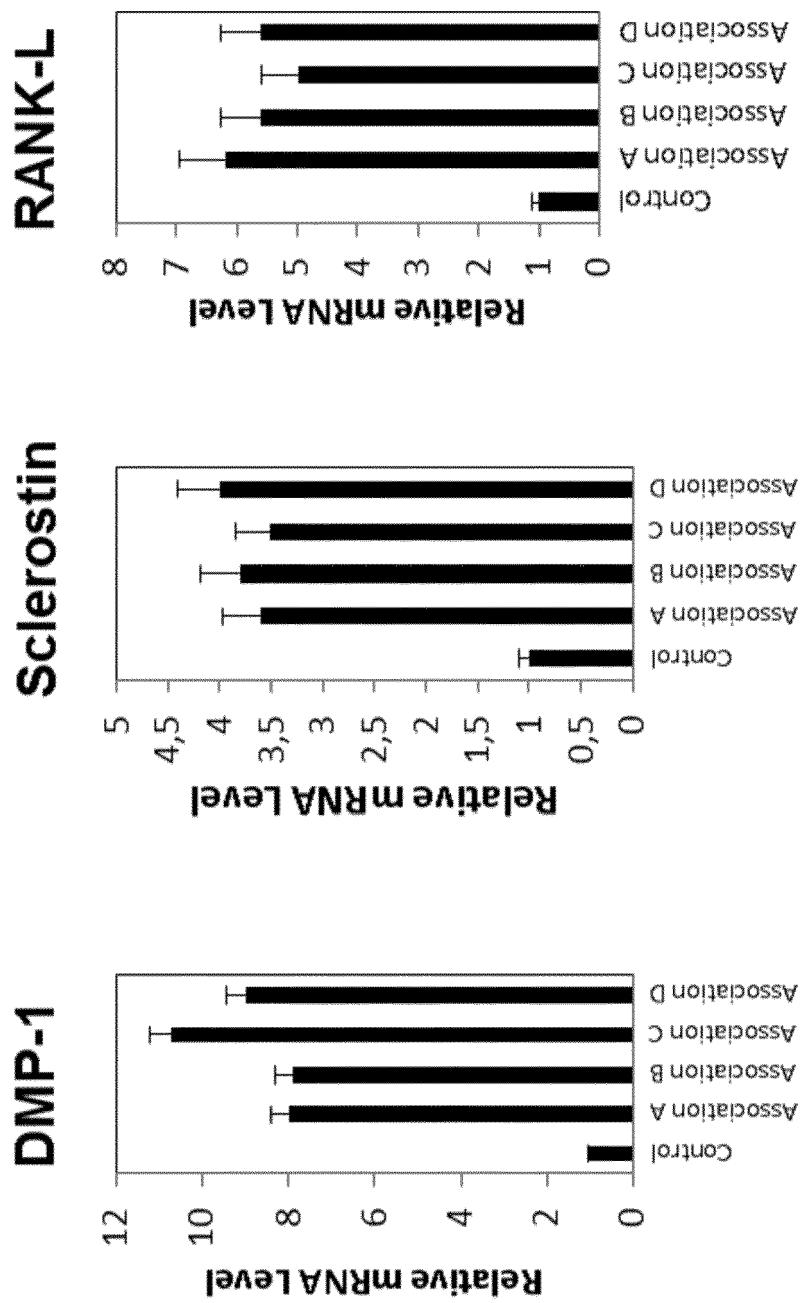 DMP-1
Relative mRNA Level
12
10
8
6
4
2
0
Control
Association A
Association B
Association C
Association D
Sclerostin
Relative mRNA Level
5
4,5
4
3,5
3
2,5
2
1,5
1
0,5
0
Control
Association A
Association B
Association C
Association D
RANK-L
Relative mRNA Level
8
7
6
5
4
3
2
1
0
Control
Association A
Association B
Association C
Association D